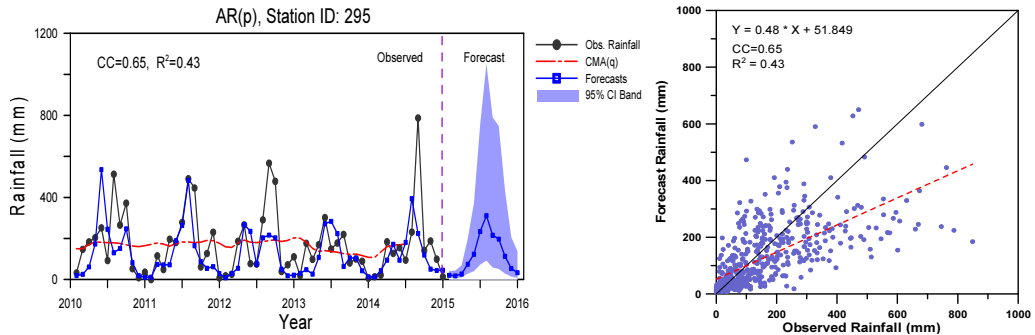 AR(p), Station ID: 295
1200
800
400
0
Rainfall (mm)
CC=0.65, R²=0.43
Observed
Forecast
2010
2011
2012
2013
2014
2015
2016
Year
Obs. Rainfall
CMA(q)
Forecasts
95% CI Band
1000
800
600
400
200
0
Forecast Rainfall (mm)
Y = 0.48 * X + 51.849
CC=0.65
R² = 0.43
0
200
400
600
800
1000
Observed Rainfall (mm)